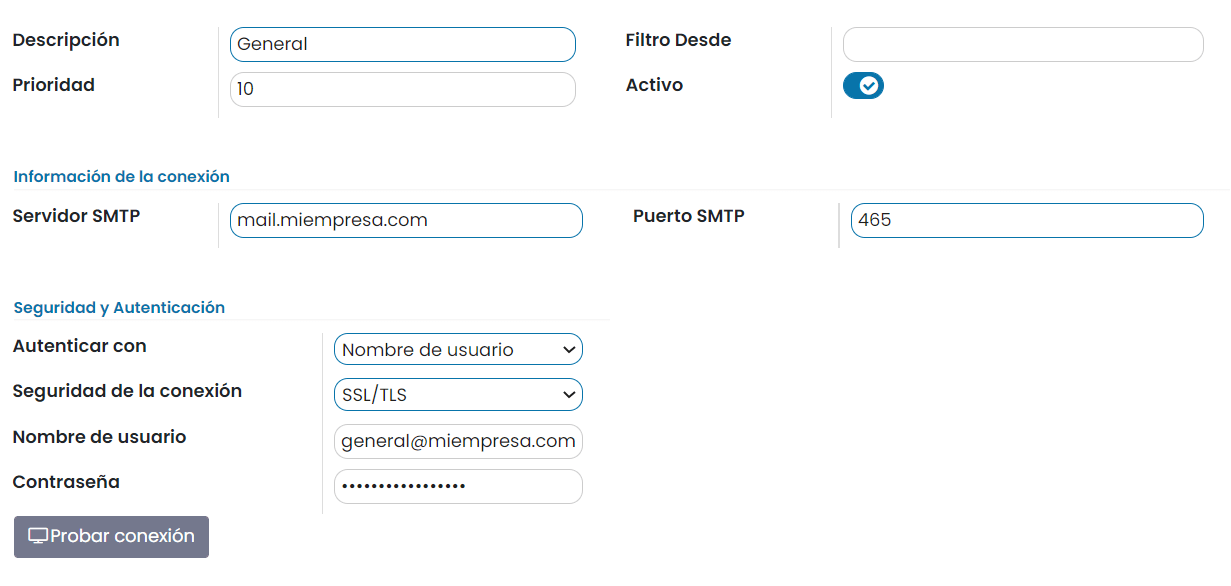 Descripción
General
Filtro Desde
Prioridad
10
Activo
Información de la conexión
Servidor SMTP
mail.miempresa.com
Puerto SMTP
465
Seguridad y Autenticación
Autenticar con
Nombre de usuario
Seguridad de la conexión
SSL/TLS
Nombre de usuario
general@miempresa.com
Contraseña
•••••••••••••••••
Probar conexión